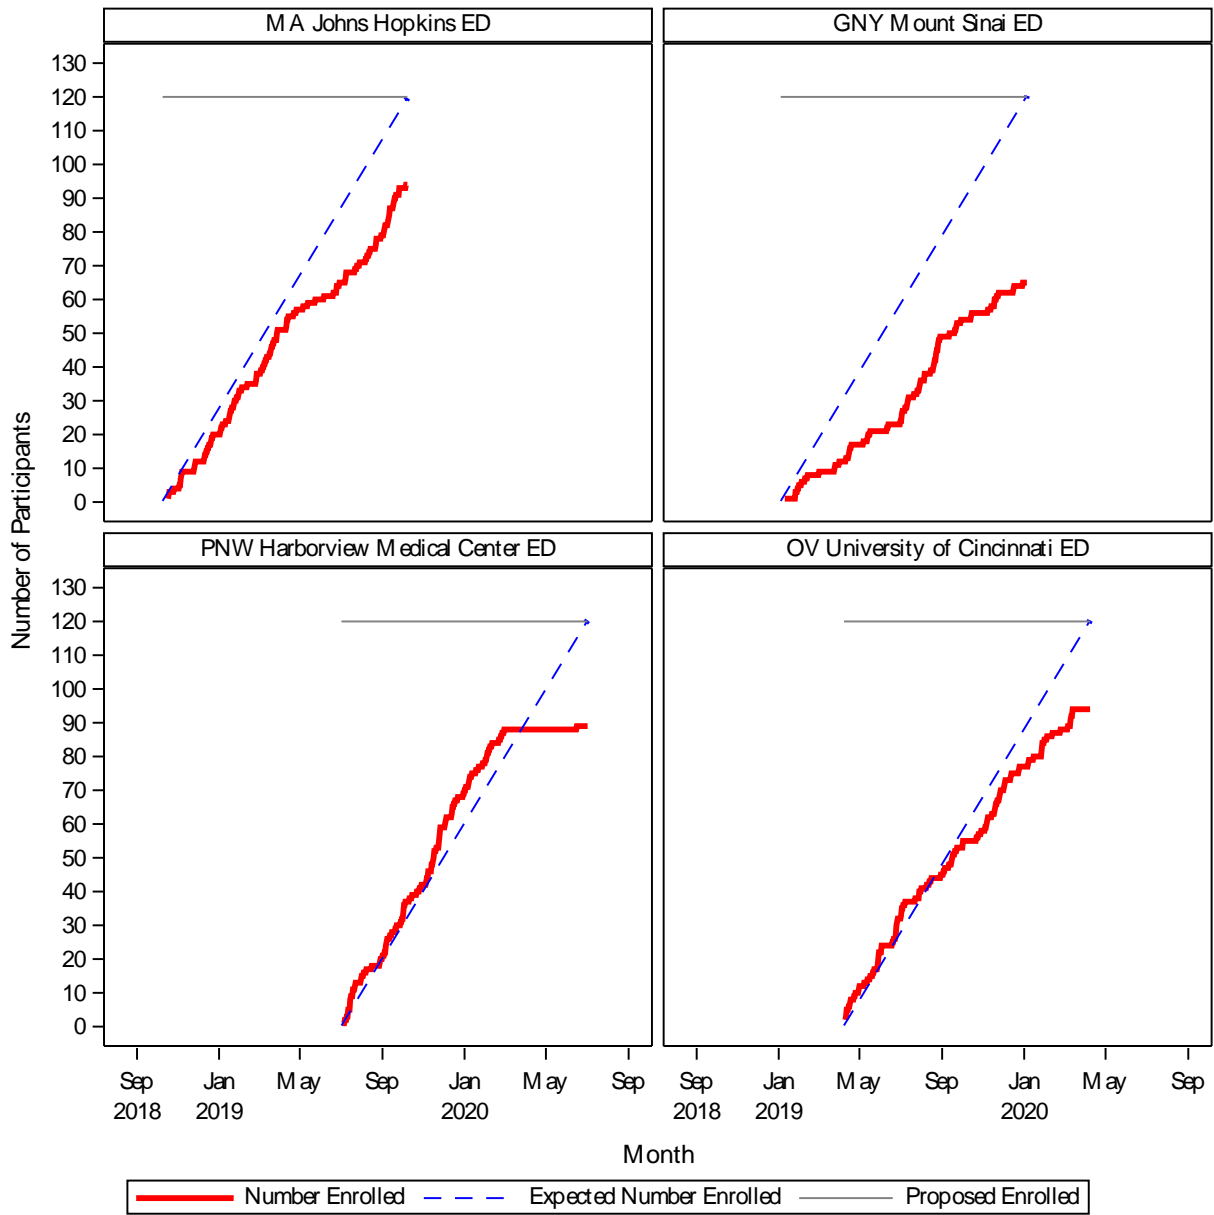 MA Johns Hopkins ED
GNY Mount Sinai ED
130
120
110
100
90
80
70
60
50
40
30
20
10
0
PNW Harborview Medical Center ED
OV University of Cincinnati ED
130
120
110
100
90
80
70
60
50
40
30
20
10
0
Number of Participants
Sep Jan May Sep Jan May Sep
2018 2019 2020
Sep Jan May Sep Jan May Sep
2018 2019 2020
Month
Number Enrolled Expected Number Enrolled Proposed Enrolled